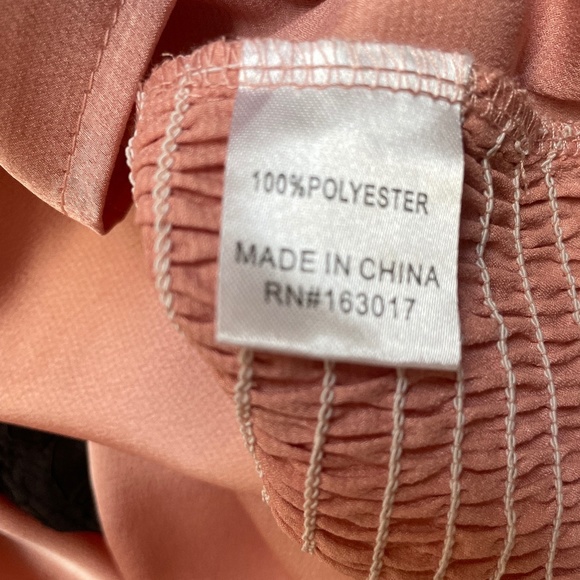 100%POLYESTER
MADE IN CHINA
RN#163017